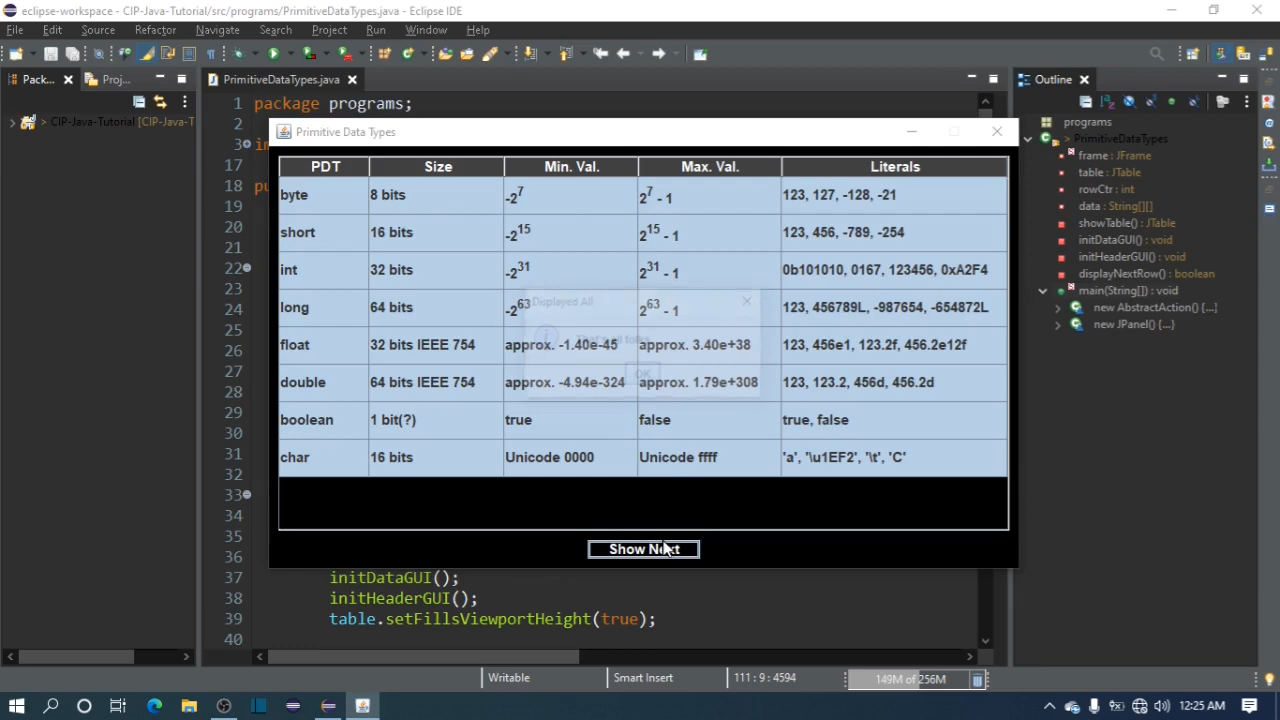 eclipse-workspace - CIP-Java-Tutorial/src/programs/PrimitiveDataTypes.java - Eclipse IDE
File Edit Source Refactor Navigate Search Project Run Window Help
Pack... Proj... PrimitiveDataTypes.java Outline
> CIP-Java-Tutorial [CIP-Java-T
1 package programs;
2
3
17
18
19
20
21
22
23
24
25
26
27
28
29
30
31
32
33
34
35
36
37 initDataGUI();
38 initHeaderGUI();
39 table.setFillsViewportHeight(true);
40
Primitive Data Types
PDT Size Min. Val. Max. Val. Literals
byte 8 bits -2^7 2^7 - 1 123, 127, -128, -21
short 16 bits -2^15 2^15 - 1 123, 456, -789, -254
int 32 bits -2^31 2^31 - 1 0b101010, 0167, 123456, 0xA2F4
long 64 bits -2^63 2^63 - 1 123, 456789L, -987654, -654872L
float 32 bits IEEE 754 approx. -1.40e-45 approx. 3.40e+38 123, 456e1, 123.2f, 456.2e12f
double 64 bits IEEE 754 approx. -4.94e-324 approx. 1.79e+308 123, 123.2, 456d, 456.2d
boolean 1 bit(?) true false true, false
char 16 bits Unicode 0000 Unicode ffff 'a', '\u1EF2', '\t', 'C'
Displayed All
OK
Show Next
programs
> PrimitiveDataTypes
frame : JFrame
table : JTable
rowCtr : int
data : String[][]
showTable() : JTable
initDataGUI() : void
initHeaderGUI() : void
displayNextRow() : boolean
main(String[]) : void
new AbstractAction() {...}
new JPanel() {...}
Writable Smart Insert 111 : 9 : 4594 149M of 256M
12:25 AM